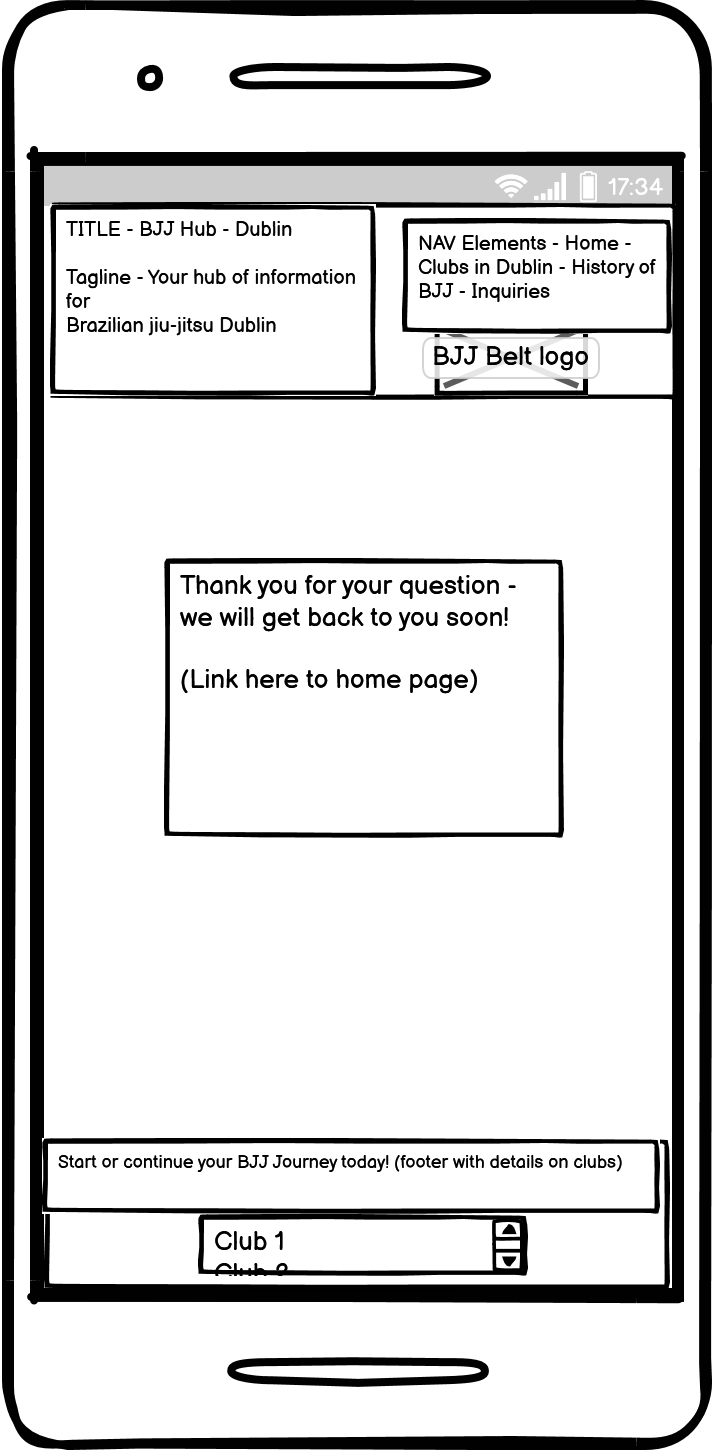 17:34
TITLE - BJJ Hub - Dublin
Tagline - Your hub of information
for
Brazilian jiu-jitsu Dublin
NAV Elements - Home -
Clubs in Dublin - History of
BJJ - Inquiries
BJJ Belt logo
Thank you for your question -
we will get back to you soon!
(Link here to home page)
Start or continue your BJJ Journey today! (footer with details on clubs)
Club 1
Club